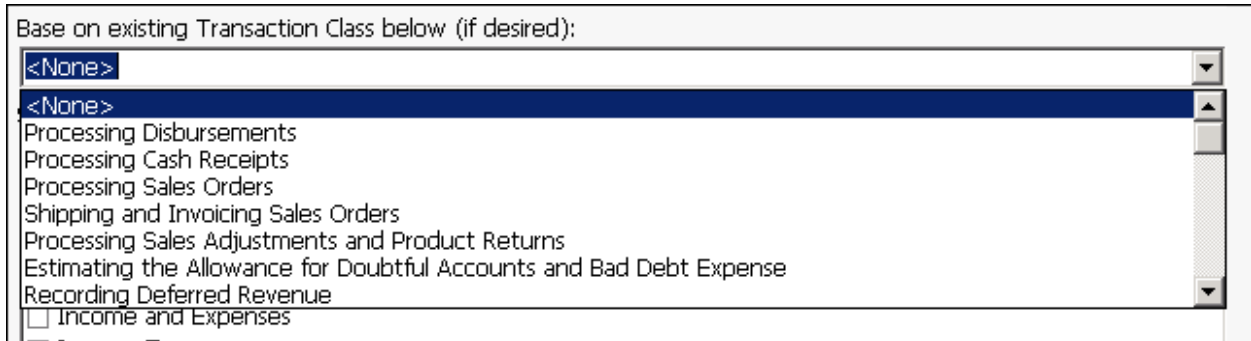 Base on existing Transaction Class below (if desired):
<None>
<None>
Processing Disbursements
Processing Cash Receipts
Processing Sales Orders
Shipping and Invoicing Sales Orders
Processing Sales Adjustments and Product Returns
Estimating the Allowance for Doubtful Accounts and Bad Debt Expense
Recording Deferred Revenue
Income and Expenses